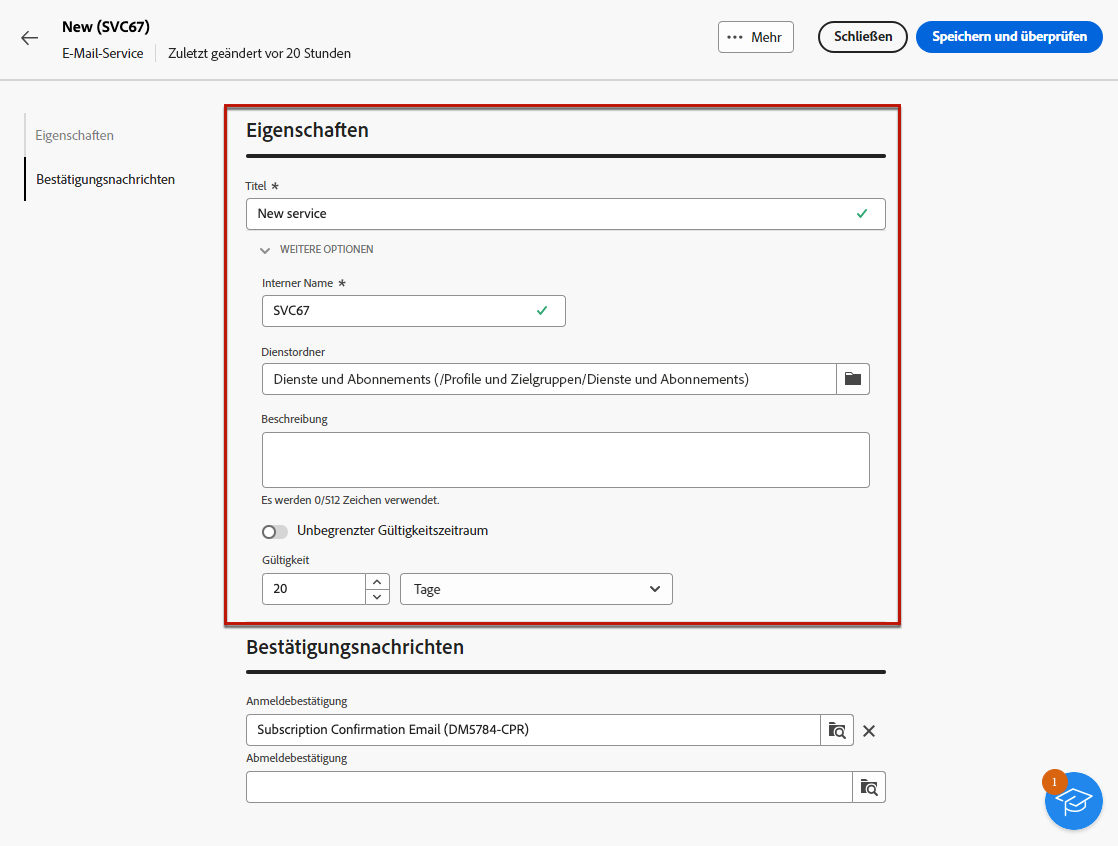 New (SVC67)
E-Mail-Service Zuletzt geändert vor 20 Stunden
Mehr
Schließen
Speichern und überprüfen
Eigenschaften
Bestätigungsnachrichten
Eigenschaften
Titel *
New service
WEITERE OPTIONEN
Interner Name *
SVC67
Dienstordner
Dienste und Abonnements (/Profile und Zielgruppen/Dienste und Abonnements)
Beschreibung
Es werden 0/512 Zeichen verwendet.
Unbegrenzter Gültigkeitszeitraum
Gültigkeit
20 Tage
Bestätigungsnachrichten
Anmeldebestätigung
Subscription Confirmation Email (DM5784-CPR)
Abmeldebestätigung
1